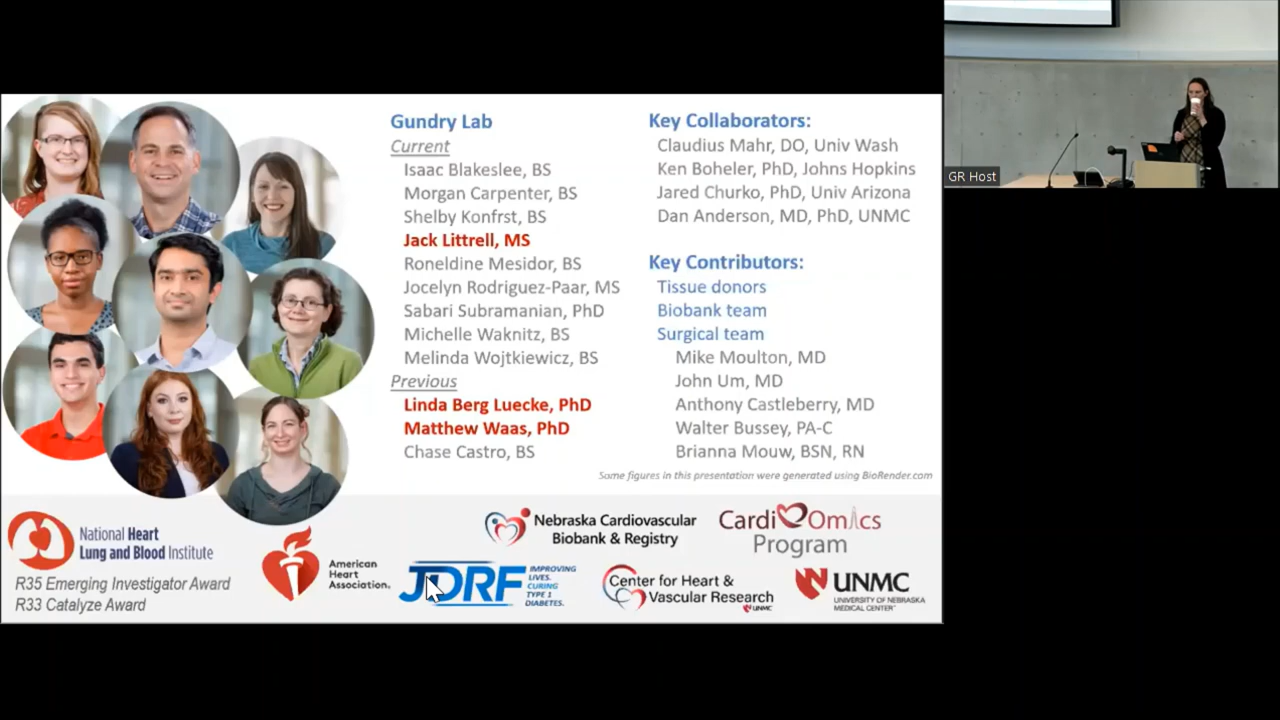 Gundry Lab
Current
Isaac Blakeslee, BS
Morgan Carpenter, BS
Shelby Konfrst, BS
Jack Littrell, MS
Roneldine Mesidor, BS
Jocelyn Rodriguez-Paar, MS
Sabari Subramanian, PhD
Michelle Waknitz, BS
Melinda Wojtkiewicz, BS
Previous
Linda Berg Luecke, PhD
Matthew Waas, PhD
Chase Castro, BS
Key Collaborators:
Claudius Mahr, DO, Univ Wash
Ken Boheler, PhD, Johns Hopkins
Jared Churko, PhD, Univ Arizona
Dan Anderson, MD, PhD, UNMC
Key Contributors:
Tissue donors
Biobank team
Surgical team
Mike Moulton, MD
John Um, MD
Anthony Castleberry, MD
Walter Bussey, PA-C
Brianna Mouw, BSN, RN
Some figures in this presentation were generated using BioRender.com
National Heart
Lung and Blood Institute
R35 Emerging Investigator Award
R33 Catalyze Award
American
Heart
Association.
JDRF
IMPROVING
LIVES.
CURING
TYPE 1
DIABETES.
Nebraska Cardiovascular
Biobank & Registry
CardiOmics
Program
Center for Heart &
Vascular Research
UNMC
UNMC
UNIVERSITY OF NEBRASKA
MEDICAL CENTER
GR Host